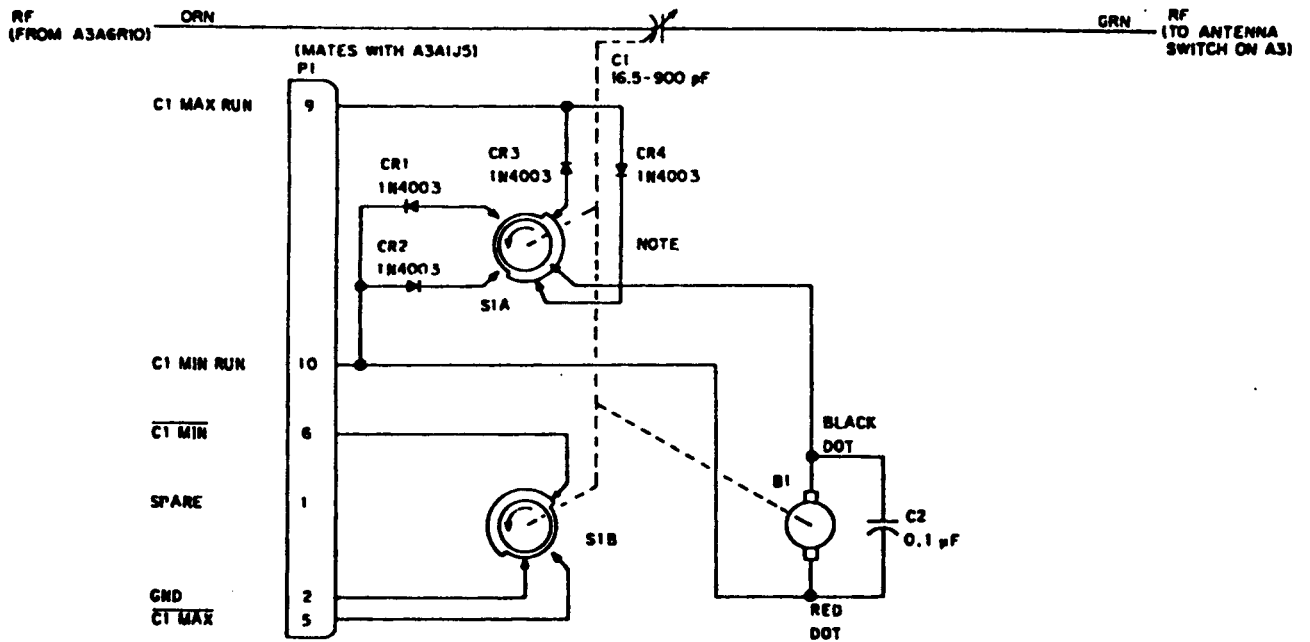 RF
(FROM A3A6R10)
ORN
GRN
RF
(TO ANTENNA
SWITCH ON A3)
(MATES WITH A3A1J5)
P1
C1
16.5-900 pF
C1 MAX RUN
9
CR1
1N4003
CR3
1N4003
CR4
1N4003
CR2
1N4003
NOTE
S1A
C1 MIN RUN
10
C1 MIN
6
BLACK
DOT
B1
SPARE
1
C2
0.1 µF
S1B
GND
2
C1 MAX
5
RED
DOT